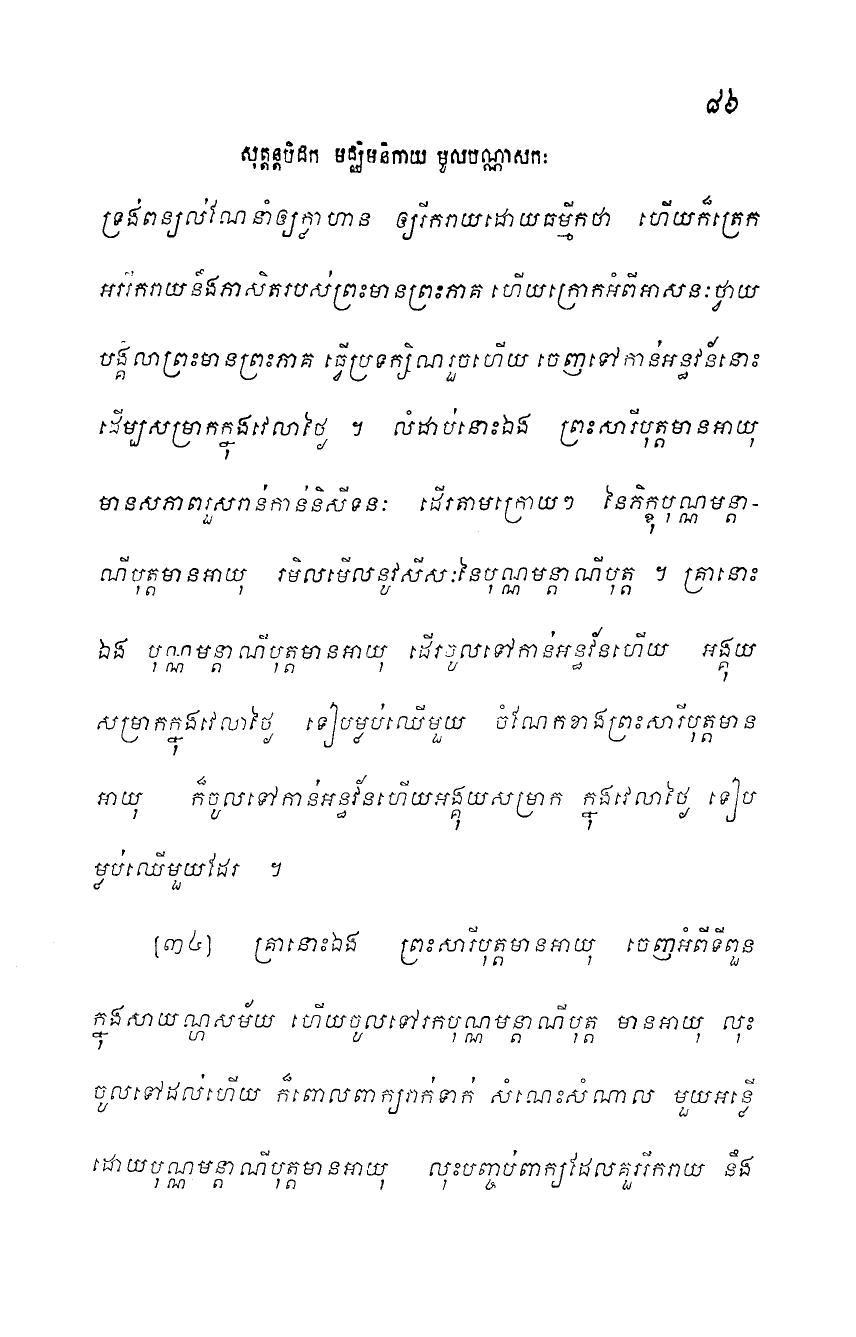 ៨៦
សុត្តន្តបិដក មជ្ឈិមនិកាយ មូលបណ្ណាសកៈ
ទ្រង់ពន្យល់ណែនាំឲ្យក្លាហាន ឲ្យរីករាយដោយធម្មីកថា ហើយក៏ត្រេក
អររីករាយនឹងភាសិតរបស់ព្រះមានព្រះភាគ ហើយក្រោកអំពីអាសនៈថ្វាយ
បង្គំលាព្រះមានព្រះភាគ ធ្វើប្រទក្សិណរួចហើយ ចេញទៅកាន់អន្ធវ័ននោះ
ដើម្បសម្រាកក្នុងវេលាថ្ងៃ ។ លំដាប់នោះឯង ព្រះសារីបុត្តមានអាយុ
មានសភាពរួសរាន់កាន់និសីទនៈ ដើរតាមក្រោយៗ នៃភិក្ខុបុណ្ណមន្តា-
ណីបុត្តមានអាយុ រមិលមើលនូវសីសៈនៃបុណ្ណមន្តាណីបុត្ត ។ គ្រានោះ
ឯង បុណ្ណមន្តាណីបុត្តមានអាយុ ដើរចូលទៅកាន់អន្ធវ័នហើយ អង្គុយ
សម្រាកក្នុងវេលាថ្ងៃ ទៀបម្លប់ឈើមួយ ចំណែកខាងព្រះសារីបុត្តមាន
អាយុ ក៏ចូលទៅកាន់អន្ធវ័នហើយអង្គុយសម្រាក ក្នុងវេលាថ្ងៃ ទៀប
ម្លប់ឈើមួយដែរ ។
[៣៤] គ្រានោះឯង ព្រះសារីបុត្តមានអាយុ ចេញអំពីទីពួន
ក្នុងសាយណ្ហសម័យ ហើយចូលទៅរកបុណ្ណមន្តាណីបុត្ត មានអាយុ លុះ
ចូលទៅដល់ហើយ ក៏ពោលពាក្យរាក់ទាក់ សំណេះសំណាល មួយអន្លើ
ដោយបុណ្ណមន្តាណីបុត្តមានអាយុ លុះបញ្ចប់ពាក្យដែលគួររីករាយ នឹង